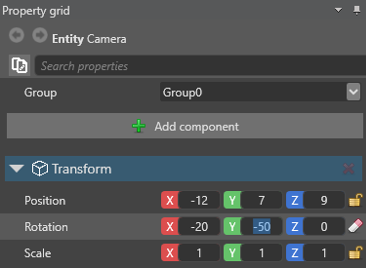 Property grid
Entity Camera
Search properties
Group Group0
Add component
Transform
Position X -12 Y 7 Z 9
Rotation X -20 Y -50 Z 0
Scale X 1 Y 1 Z 1